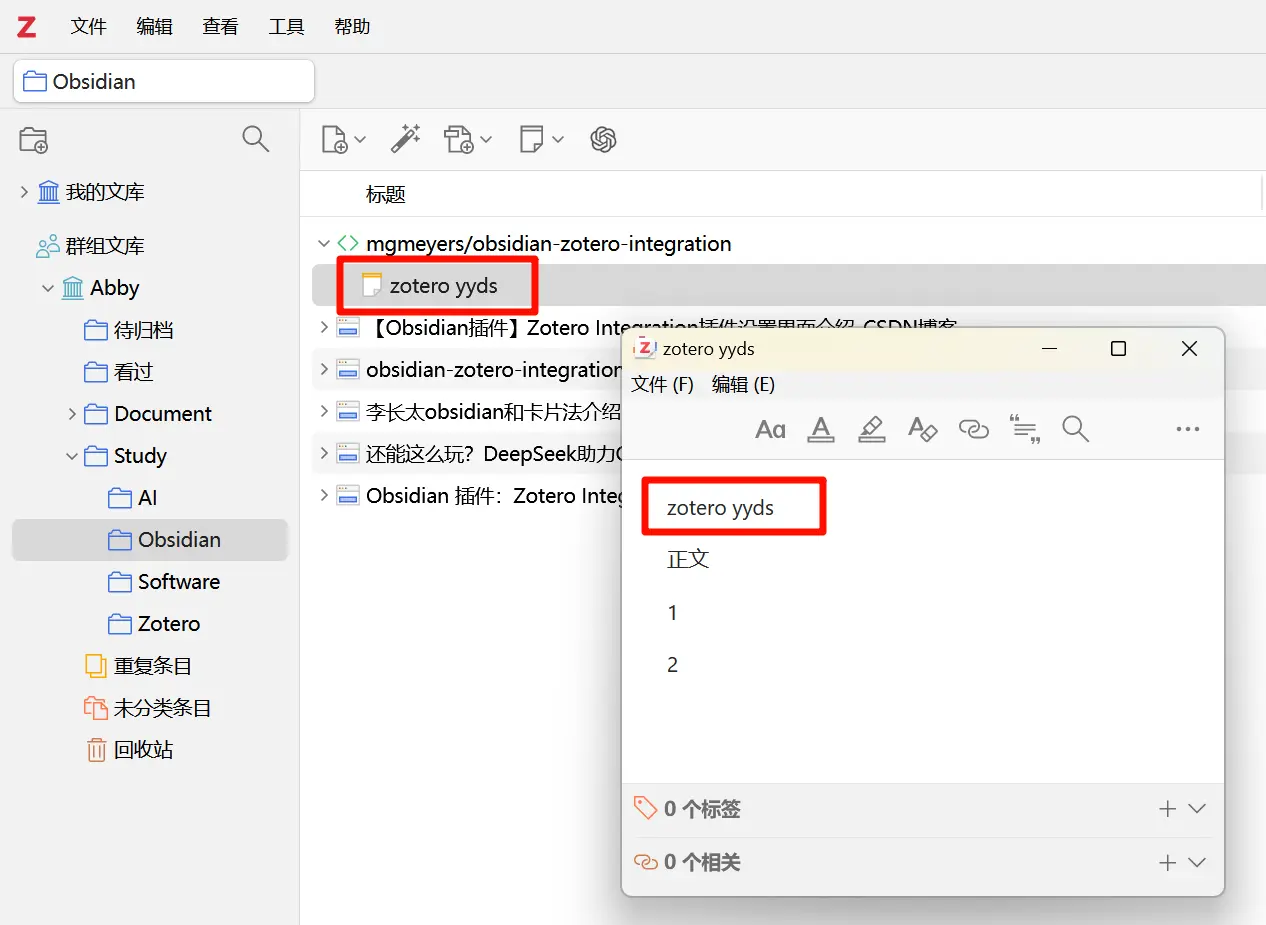 Z 文件 编辑 查看 工具 帮助
Obsidian
标题
我的文库
群组文库
Abby
待归档
看过
Document
Study
AI
Obsidian
Software
Zotero
重复条目
未分类条目
回收站
mgmeyers/obsidian-zotero-integration
zotero yyds
【Obsidian插件】Zotero Integration插件设置界面介绍-CSDN博客
obsidian-zotero-integration
李长太obsidian和卡片法介绍
还能这么玩？DeepSeek助力
Obsidian 插件：Zotero Integ
zotero yyds
文件 (F) 编辑 (E)
Aa A A
zotero yyds
正文
1
2
0 个标签
0 个相关